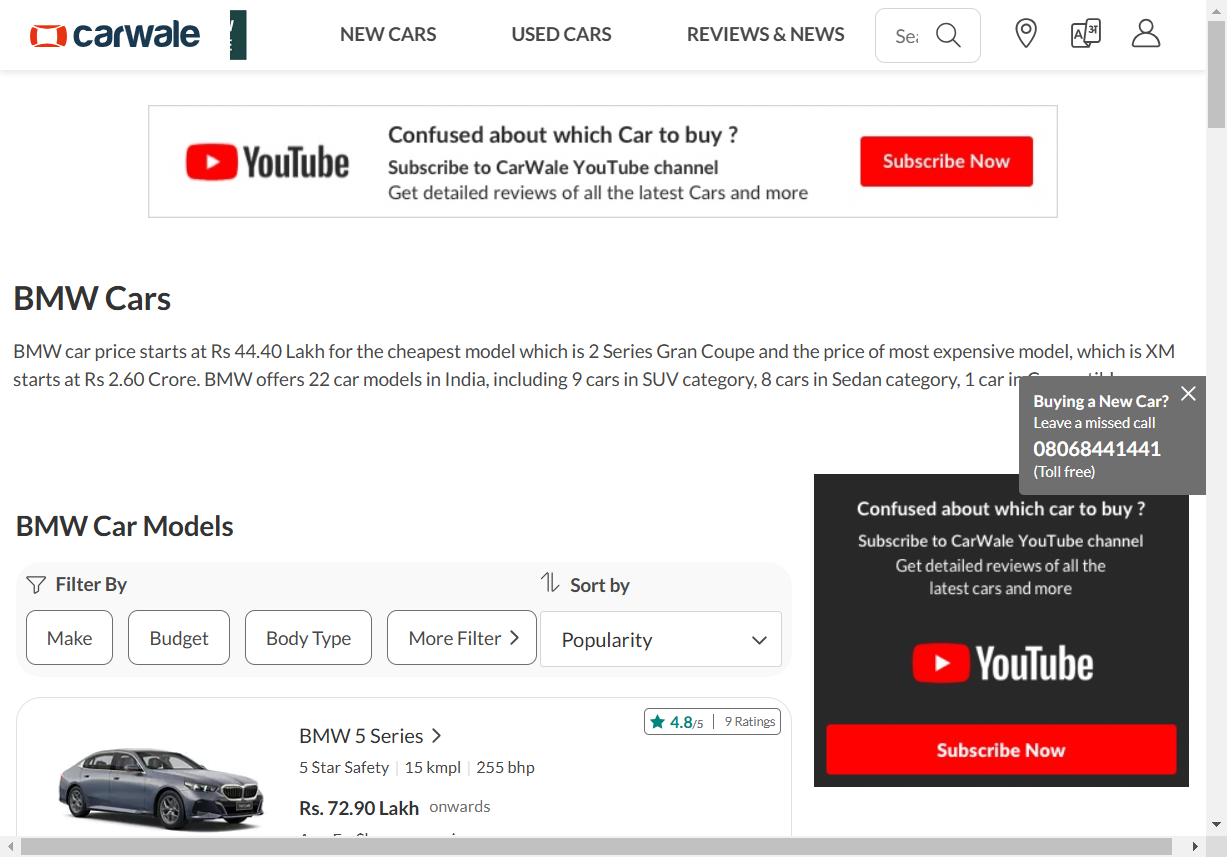 carwale
NEW CARS
USED CARS
REVIEWS & NEWS
YouTube
Confused about which Car to buy ?
Subscribe to CarWale YouTube channel
Get detailed reviews of all the latest Cars and more
Subscribe Now
BMW Cars
BMW car price starts at Rs 44.40 Lakh for the cheapest model which is 2 Series Gran Coupe and the price of most expensive model, which is XM
starts at Rs 2.60 Crore. BMW offers 22 car models in India, including 9 cars in SUV category, 8 cars in Sedan category, 1 car in
Buying a New Car?
Leave a missed call
08068441441
(Toll free)
BMW Car Models
Filter By
Sort by
Make
Budget
Body Type
More Filter
Popularity
BMW 5 Series
4.8/5
9 Ratings
5 Star Safety
15 kmpl
255 bhp
Rs. 72.90 Lakh onwards
Confused about which car to buy ?
Subscribe to CarWale YouTube channel
Get detailed reviews of all the
latest cars and more
YouTube
Subscribe Now